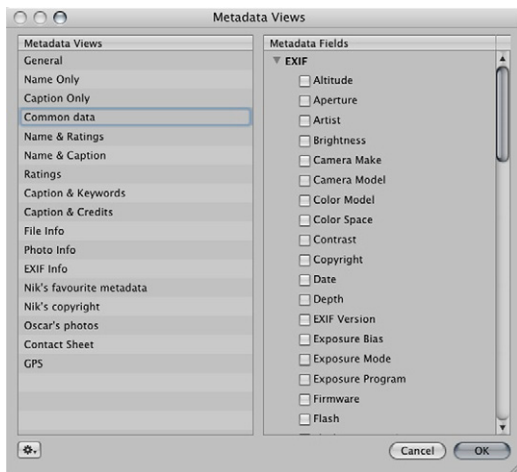 Metadata Views
Metadata Views
General
Name Only
Caption Only
Common data
Name & Ratings
Name & Caption
Ratings
Caption & Keywords
Caption & Credits
File Info
Photo Info
EXIF Info
Nik's favourite metadata
Nik's copyright
Oscar's photos
Contact Sheet
GPS
Metadata Fields
EXIF
Altitude
Aperture
Artist
Brightness
Camera Make
Camera Model
Color Model
Color Space
Contrast
Copyright
Date
Depth
EXIF Version
Exposure Bias
Exposure Mode
Exposure Program
Firmware
Flash
Cancel
OK